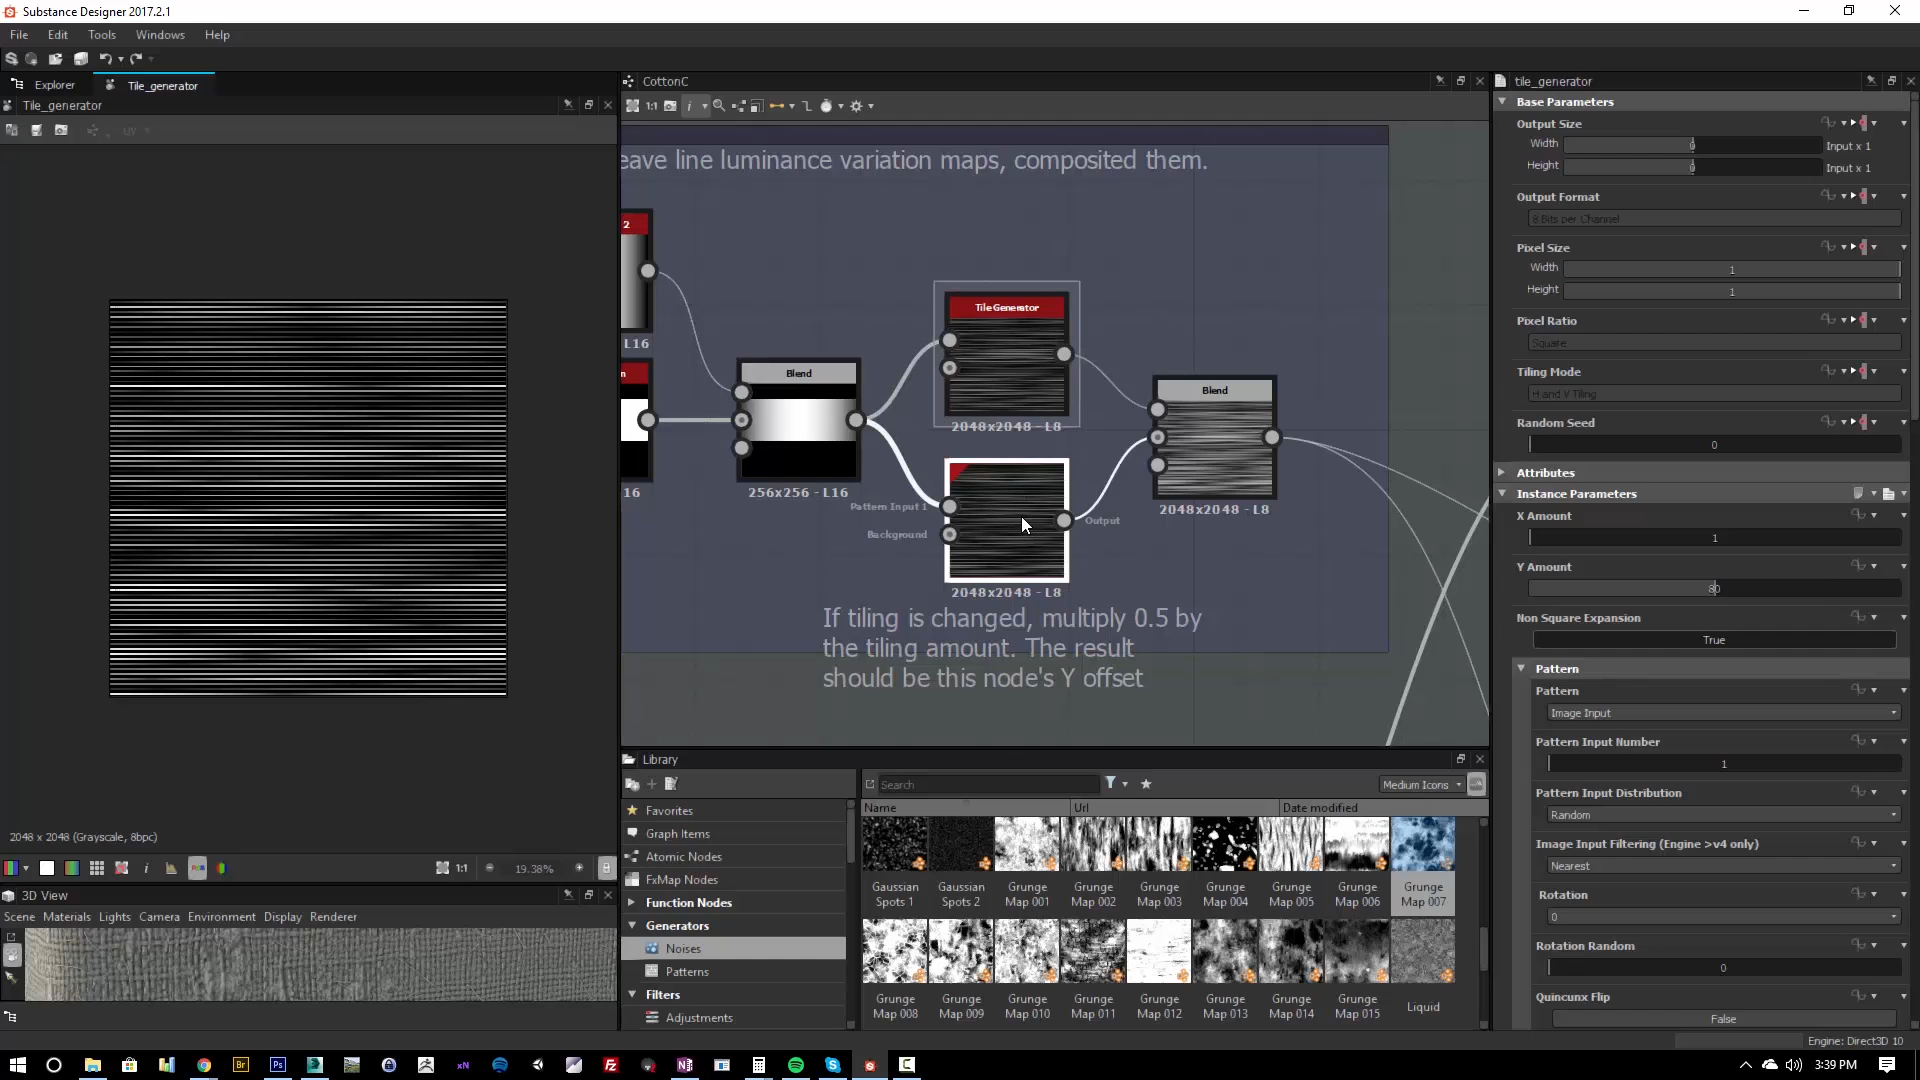 Substance Designer 2017.2.1
File Edit Tools Windows Help
Explorer
Tile_generator
CottonC
tile_generator
Tile_generator
1:1
UV
Base Parameters
Output Size
Width
0
Input x 1
Height
0
Input x 1
Output Format
8 Bits per Channel
Pixel Size
Width
1
Height
1
Pixel Ratio
Square
Tiling Mode
H and V Tiling
Random Seed
0
Attributes
Instance Parameters
X Amount
1
Y Amount
80
Non Square Expansion
True
Pattern
Pattern
Image Input
Pattern Input Number
1
Pattern Input Distribution
Random
Image Input Filtering (Engine >v4 only)
Nearest
Rotation
0
Rotation Random
0
Quincunx Flip
False
Engine: Direct3D 10
eave line luminance variation maps, composited them.
2
L16
n
16
Blend
256x256 - L16
Tile Generator
2048x2048 - L8
Pattern Input 1
Background
Output
2048x2048 - L8
Blend
2048x2048 - L8
If tiling is changed, multiply 0.5 by
the tiling amount. The result
should be this node's Y offset
2048 x 2048 (Grayscale, 8bpc)
1:1
19.38%
3D View
Scene Materials Lights Camera Environment Display Renderer
Library
Search
Medium Icons
Favorites
Graph Items
Atomic Nodes
FxMap Nodes
Function Nodes
Generators
Noises
Patterns
Filters
Adjustments
Name Url Date modified
Gaussian Spots 1
Gaussian Spots 2
Grunge Map 001
Grunge Map 002
Grunge Map 003
Grunge Map 004
Grunge Map 005
Grunge Map 006
Grunge Map 007
Grunge Map 008
Grunge Map 009
Grunge Map 010
Grunge Map 011
Grunge Map 012
Grunge Map 013
Grunge Map 014
Grunge Map 015
Liquid
Br
Ps
xN
Fz
3:39 PM